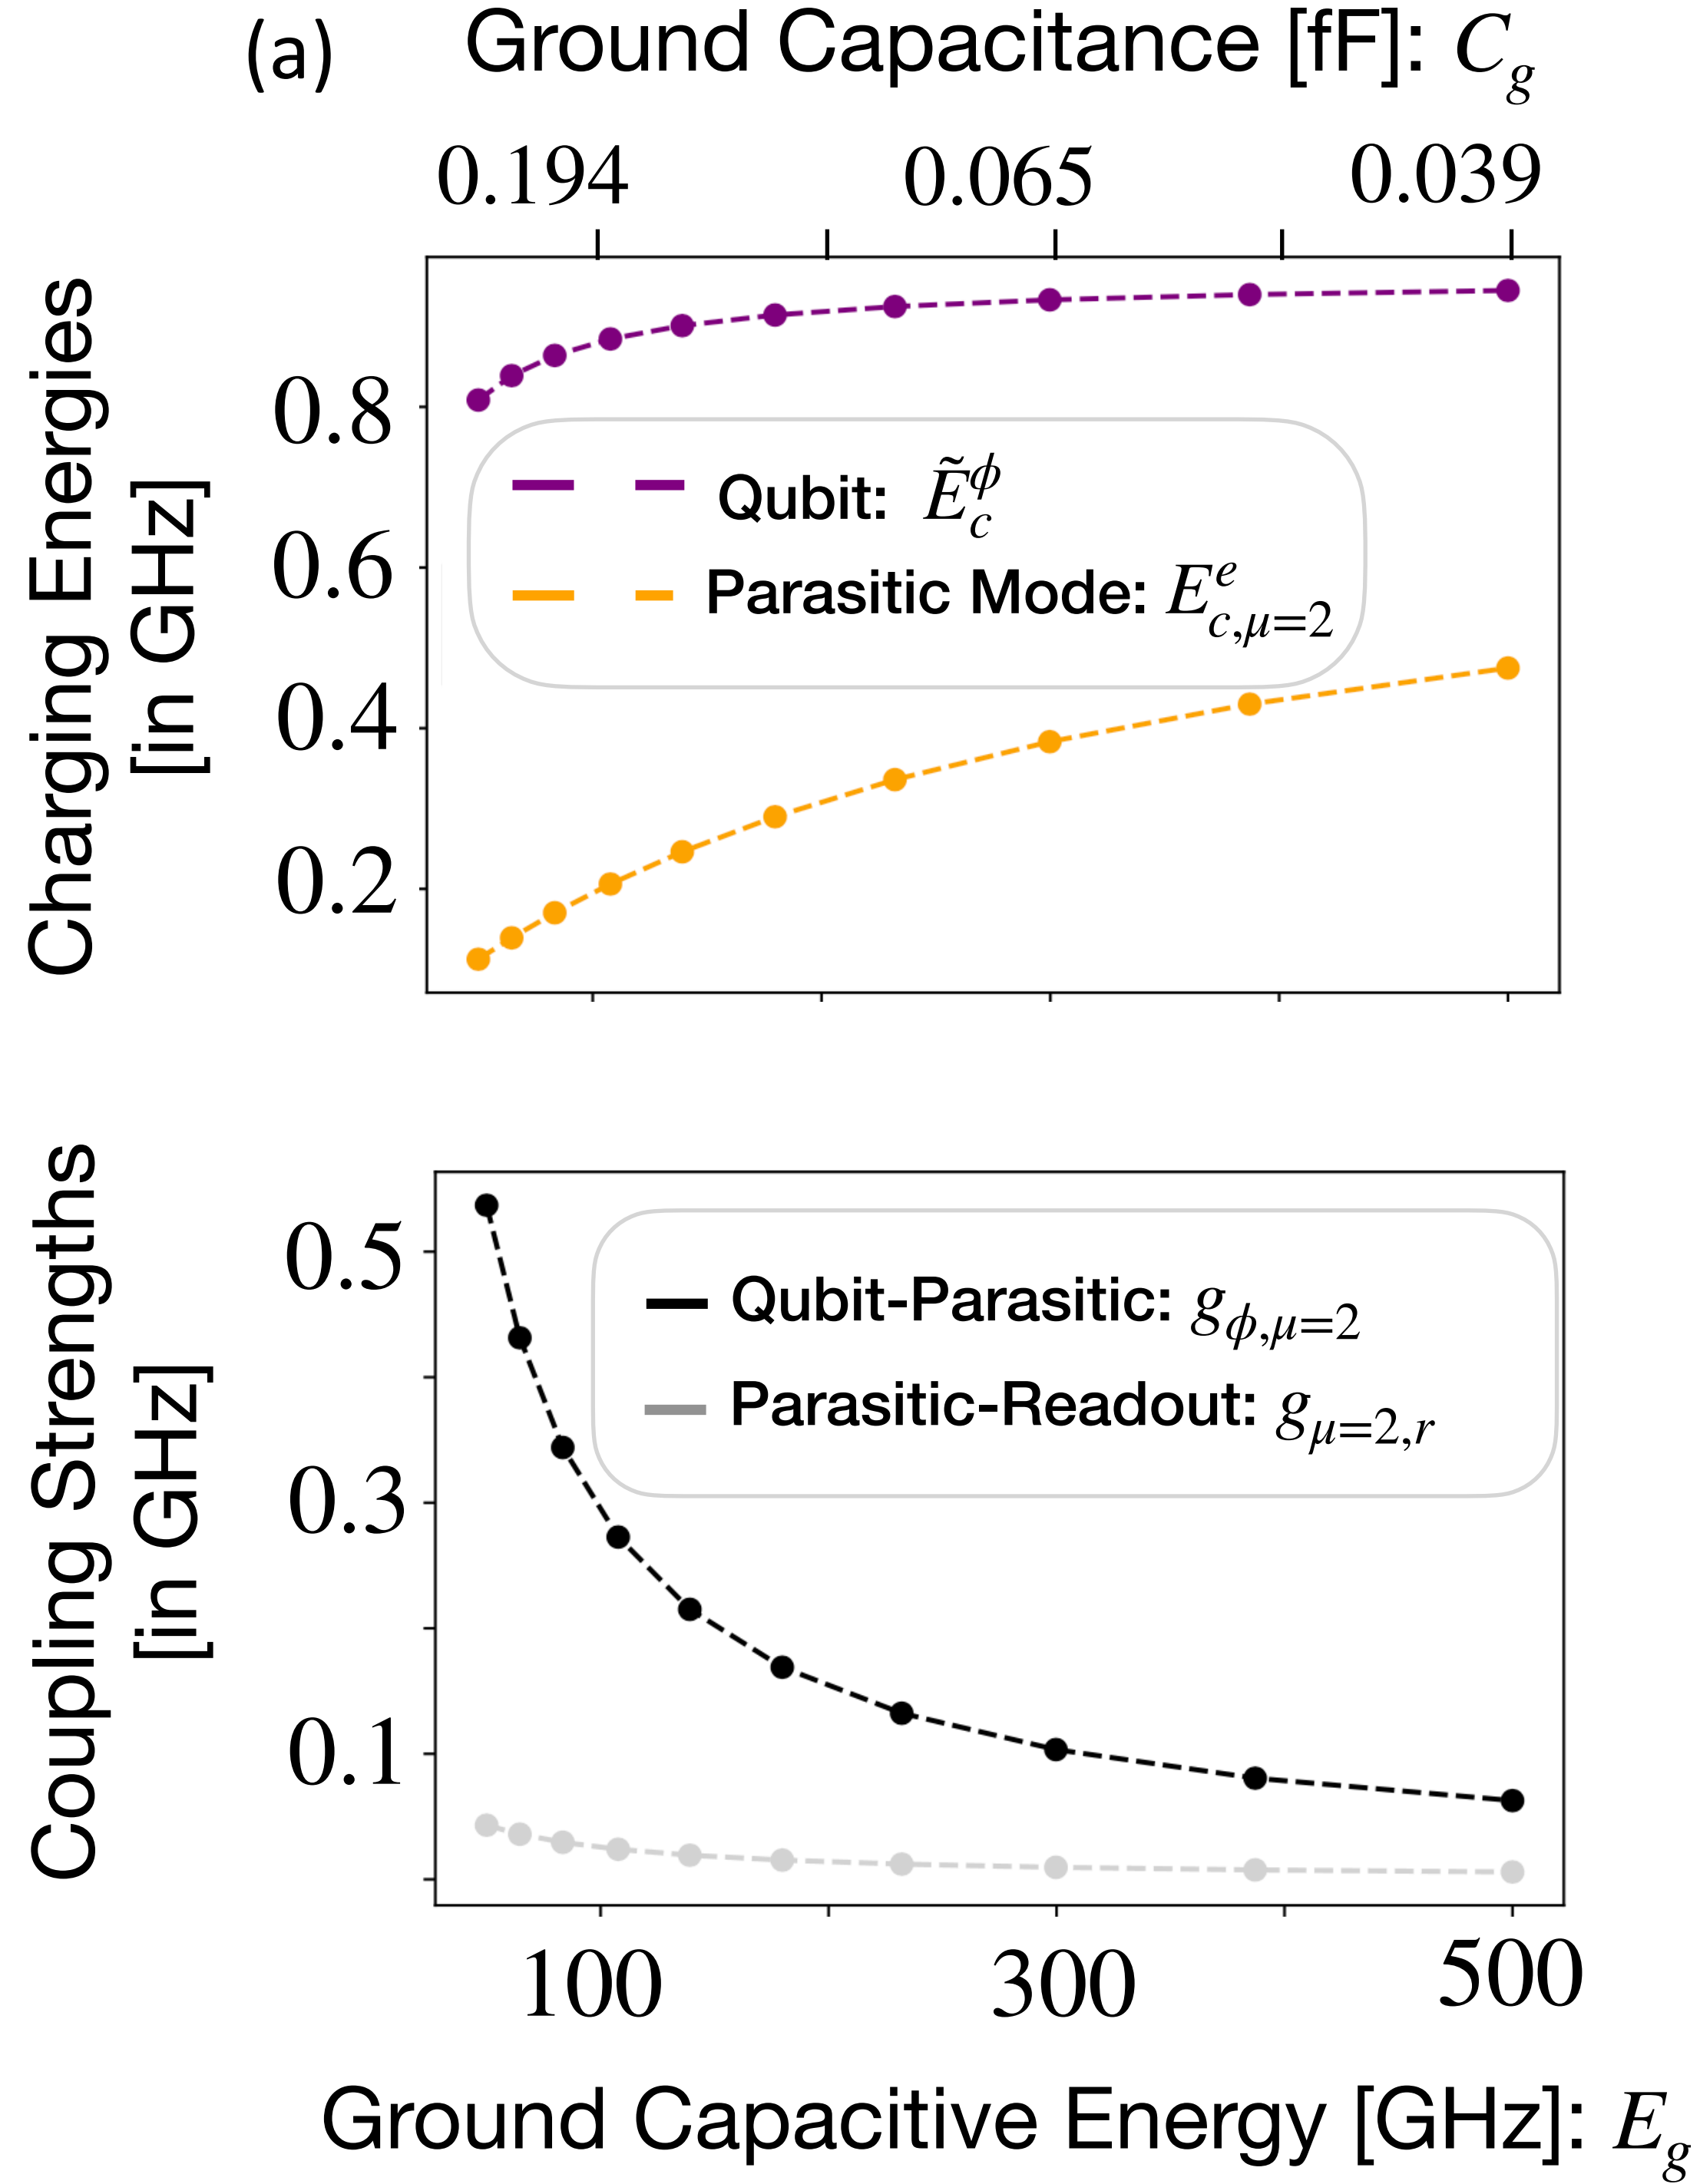 (a) Ground Capacitance [fF]: C_g
0.194 0.065 0.039
Charging Energies
[in GHz]
0.8
0.6
0.4
0.2
Qubit: Ẽ_c^ϕ
Parasitic Mode: E^e_{c,μ=2}
Coupling Strengths
[in GHz]
0.5
0.3
0.1
Qubit-Parasitic: g_{ϕ,μ=2}
Parasitic-Readout: g_{μ=2,r}
100 300 500
Ground Capacitive Energy [GHz]: E_g